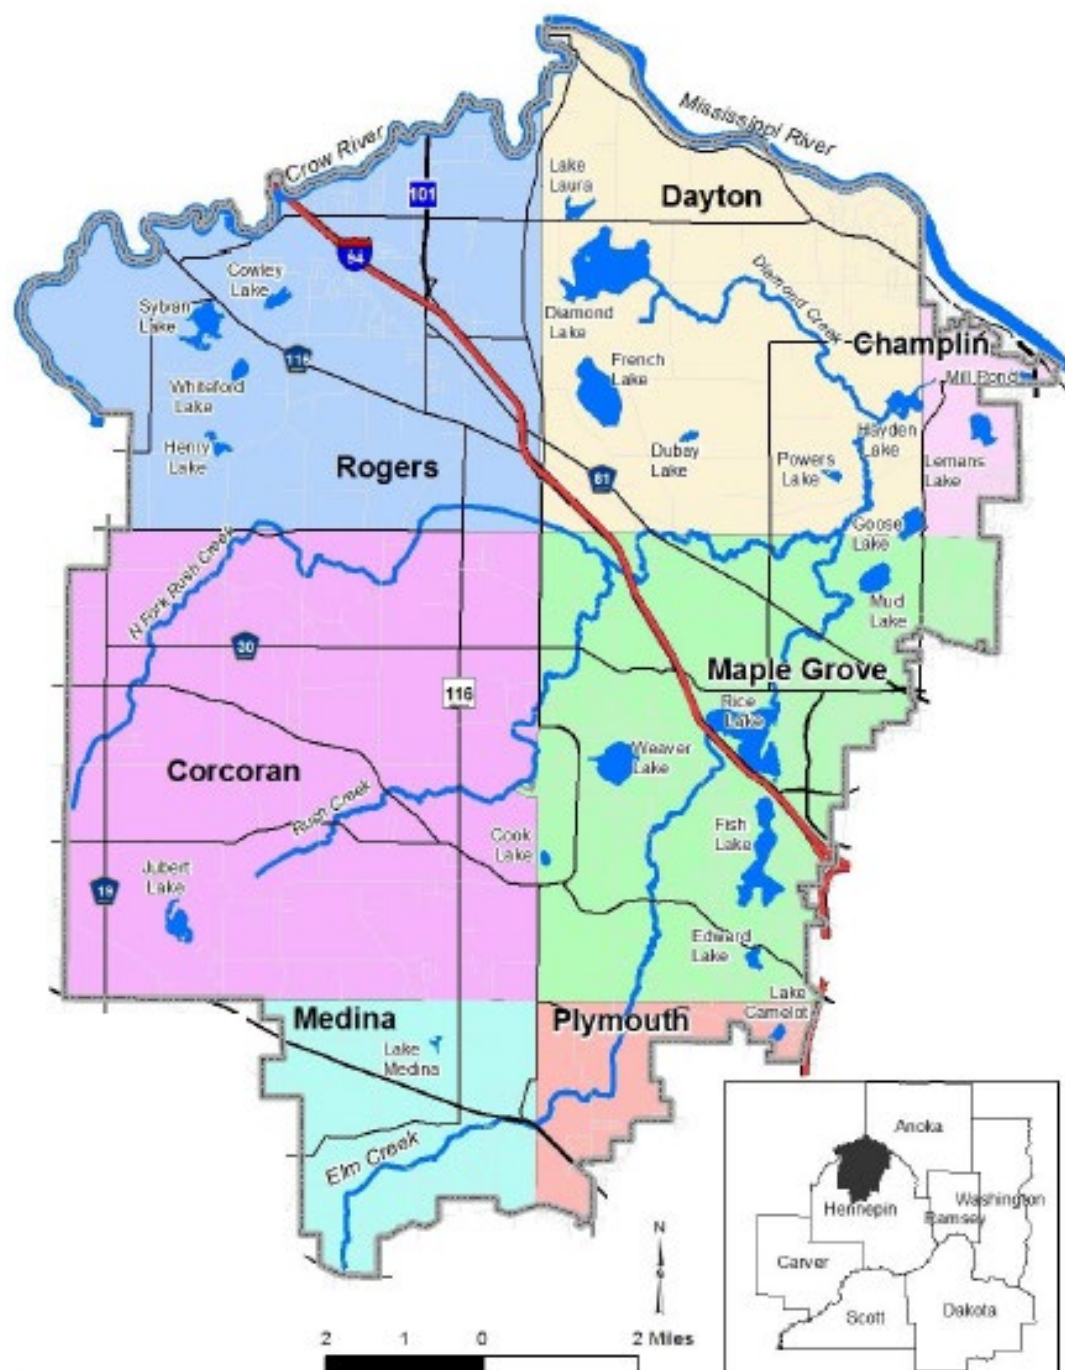 Mississippi River
Crow River
Lake
Laura
Dayton
101
94
Cowley
Lake
Sylvan
Lake
Diamond
Lake
Diamond Creek
Champlin
116
French
Lake
Whiteford
Lake
Mill Pond
Henry
Lake
Rogers
Dubay
Lake
Powers
Lake
Hayden
Lake
Lemans
Lake
81
Goose
Lake
N Fork Rush Creek
Mud
Lake
30
116
Maple Grove
Rice
Lake
Weaver
Lake
Corcoran
Rush Creek
Cook
Lake
Fish
Lake
Jubert
Lake
19
Edward
Lake
Lake
Camelot
Medina
Plymouth
Lake
Medina
Elm Creek
N
Anoka
Hennepin
Ramsey
Washington
Carver
Scott
Dakota
2 1 0 2 Miles